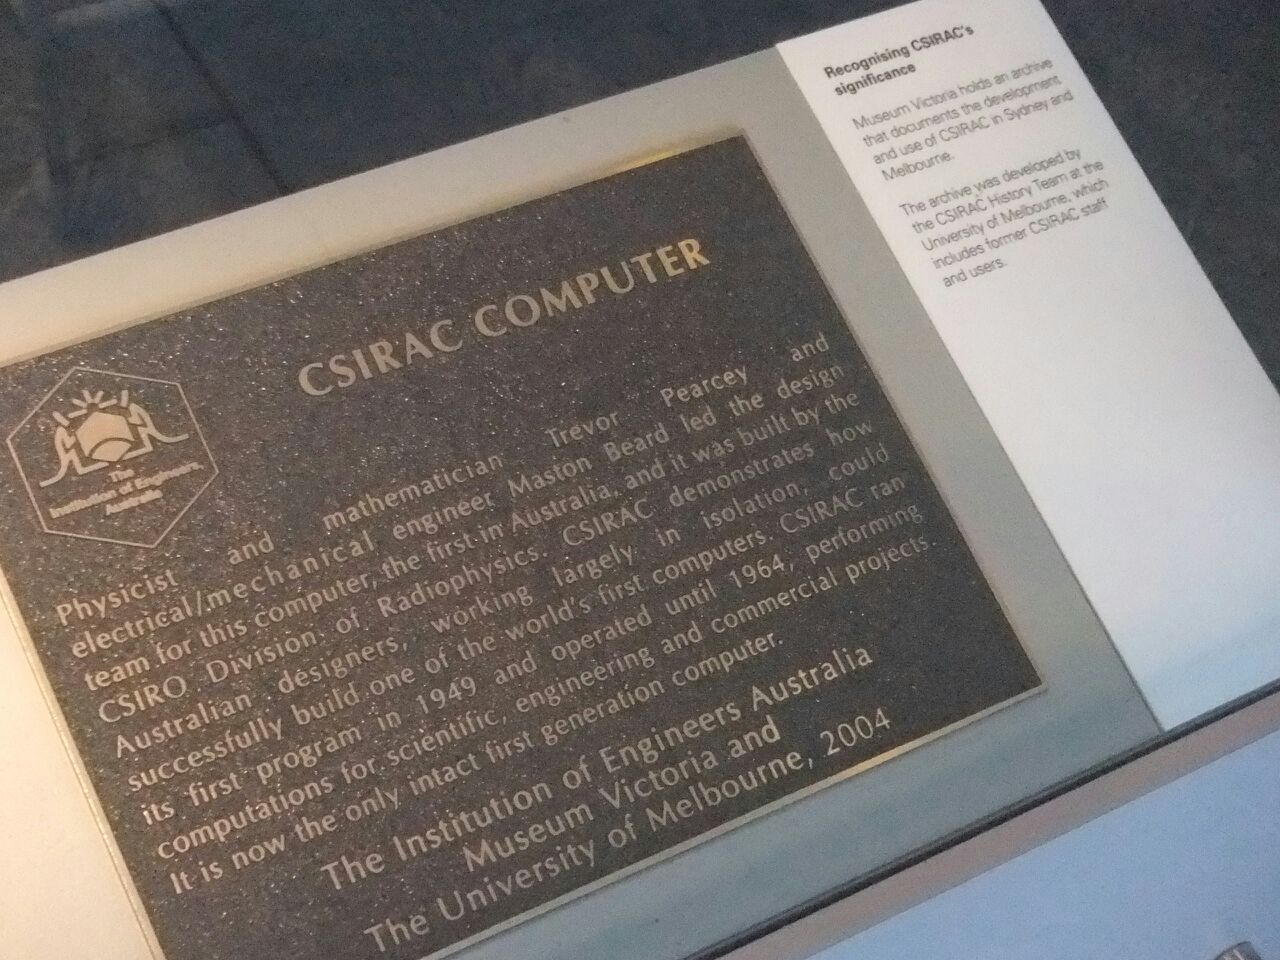 CSIRAC COMPUTER
The
Institution of Engineers,
Australia
Physicist and mathematician Trevor Pearcey and
electrical/mechanical engineer Maston Beard led the design
team for this computer, the first in Australia, and it was built by the
CSIRO Division of Radiophysics. CSIRAC demonstrates how
Australian designers, working largely in isolation, could
successfully build one of the world's first computers. CSIRAC ran
its first program in 1949 and operated until 1964, performing
computations for scientific, engineering and commercial projects.
It is now the only intact first generation computer.
The Institution of Engineers Australia
Museum Victoria and
The University of Melbourne, 2004
Recognising CSIRAC's
significance
Museum Victoria holds an archive
that documents the development
and use of CSIRAC in Sydney and
Melbourne.
The archive was developed by
the CSIRAC History Team at the
University of Melbourne, which
includes former CSIRAC staff
and users.